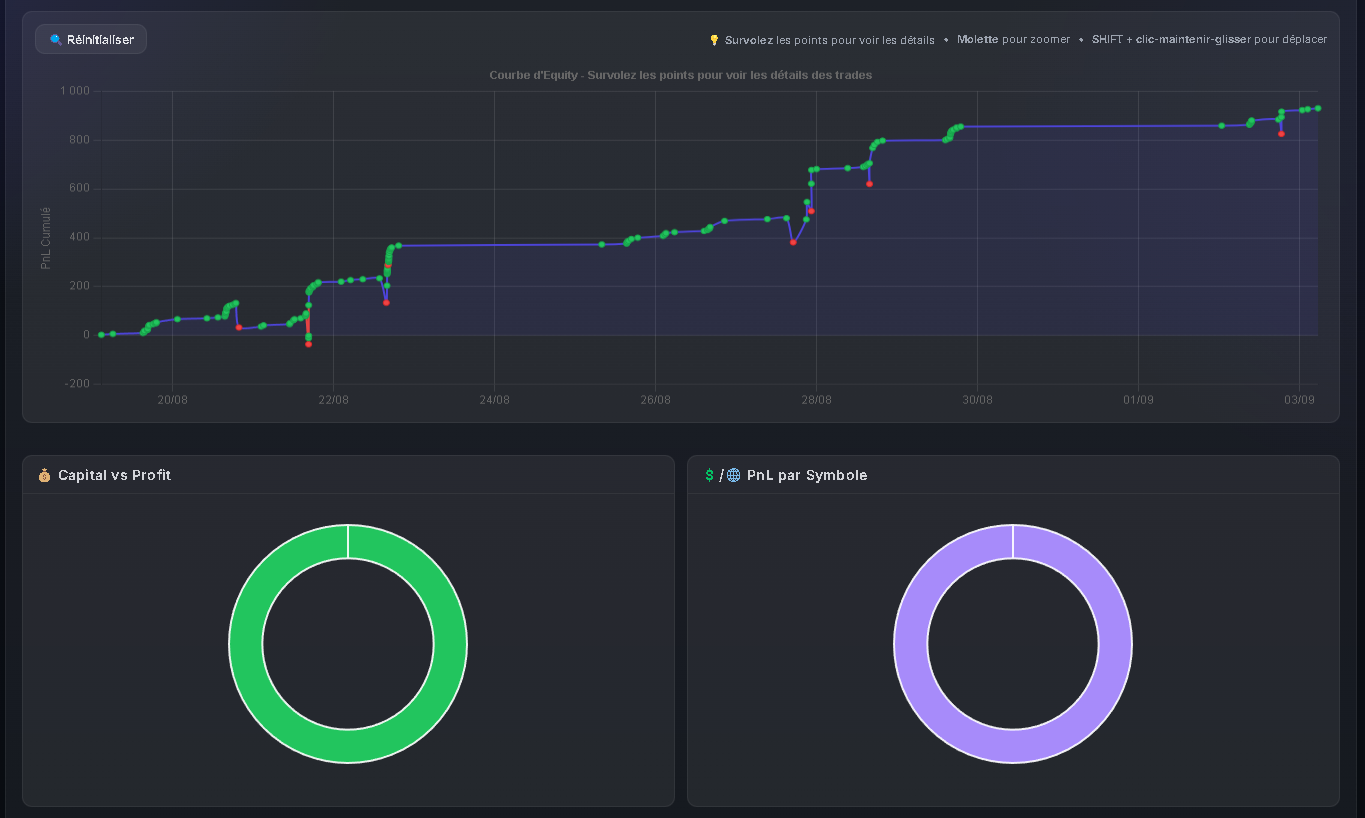 🔍 Réinitialiser
💡 Survolez les points pour voir les détails • Molette pour zoomer • SHIFT + clic-maintenir-glisser pour déplacer
Courbe d'Equity - Survolez les points pour voir les détails des trades
PnL Cumulé
1 000
800
600
400
200
0
-200
20/08 22/08 24/08 26/08 28/08 30/08 01/09 03/09
💰 Capital vs Profit
$ /🌐 PnL par Symbole